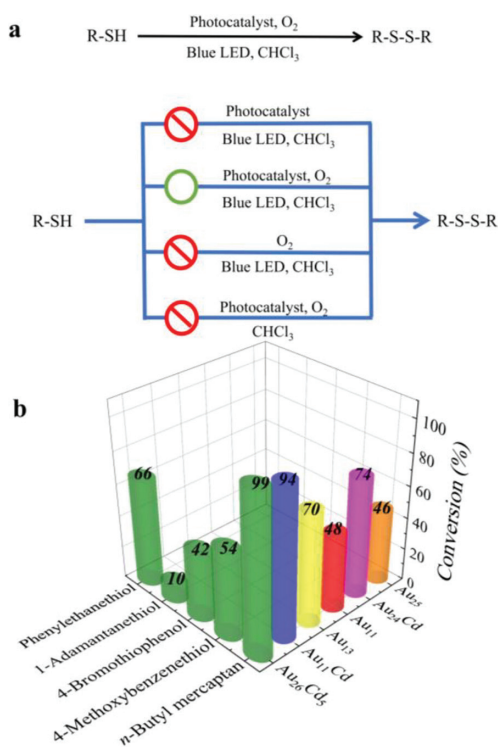 a
Photocatalyst, O₂
R-SH R-S-S-R
Blue LED, CHCl₃
Photocatalyst
Blue LED, CHCl₃
Photocatalyst, O₂
Blue LED, CHCl₃
R-SH R-S-S-R
O₂
Blue LED, CHCl₃
Photocatalyst, O₂
CHCl₃
b
100
80
60
40
20
0
Conversion (%)
66
10
42
54
99
94
70
48
74
46
Phenylethanethiol
1-Adamantanethiol
4-Bromothiophenol
4-Methoxybenzenethiol
n-Butyl mercaptan
Au₂₆Cd₅
Au₁₁Cd
Au₁₃
Au₁₁
Au₂₄Cd
Au₂₅